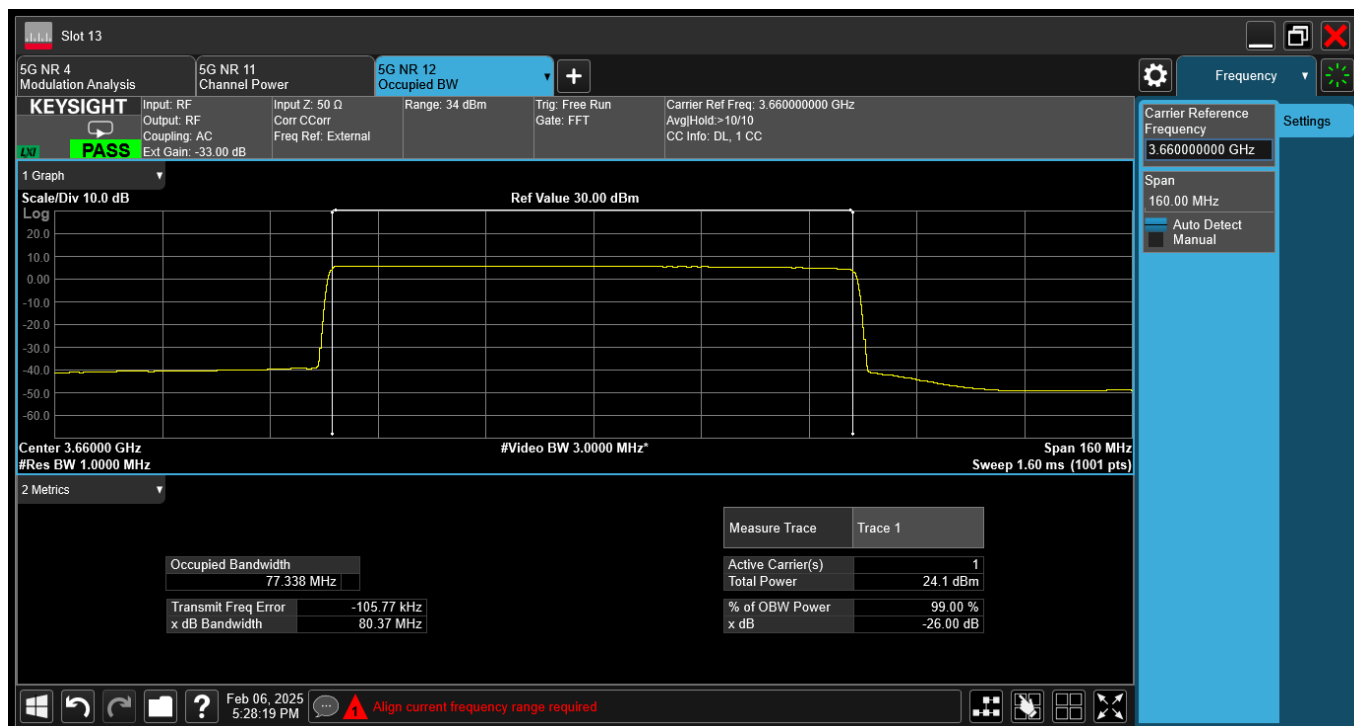 Slot 13
5G NR 4
Modulation Analysis
5G NR 11
Channel Power
5G NR 12
Occupied BW
Frequency
KEYSIGHT
LXI
PASS
Input: RF
Output: RF
Coupling: AC
Ext Gain: -33.00 dB
Input Z: 50 Ω
Corr CCorr
Freq Ref: External
Range: 34 dBm
Trig: Free Run
Gate: FFT
Carrier Ref Freq: 3.660000000 GHz
Avg|Hold:>10/10
CC Info: DL, 1 CC
Carrier Reference
Frequency
3.660000000 GHz
Settings
Span
160.00 MHz
Auto Detect
Manual
1 Graph
Scale/Div 10.0 dB
Ref Value 30.00 dBm
Log
20.0
10.0
0.00
-10.0
-20.0
-30.0
-40.0
-50.0
-60.0
Center 3.66000 GHz
#Video BW 3.0000 MHz*
Span 160 MHz
#Res BW 1.0000 MHz
Sweep 1.60 ms (1001 pts)
2 Metrics
Measure Trace Trace 1
Occupied Bandwidth
77.338 MHz
Active Carrier(s) 1
Total Power 24.1 dBm
Transmit Freq Error -105.77 kHz
x dB Bandwidth 80.37 MHz
% of OBW Power 99.00 %
x dB -26.00 dB
?
Feb 06, 2025
5:28:19 PM
1
Align current frequency range required